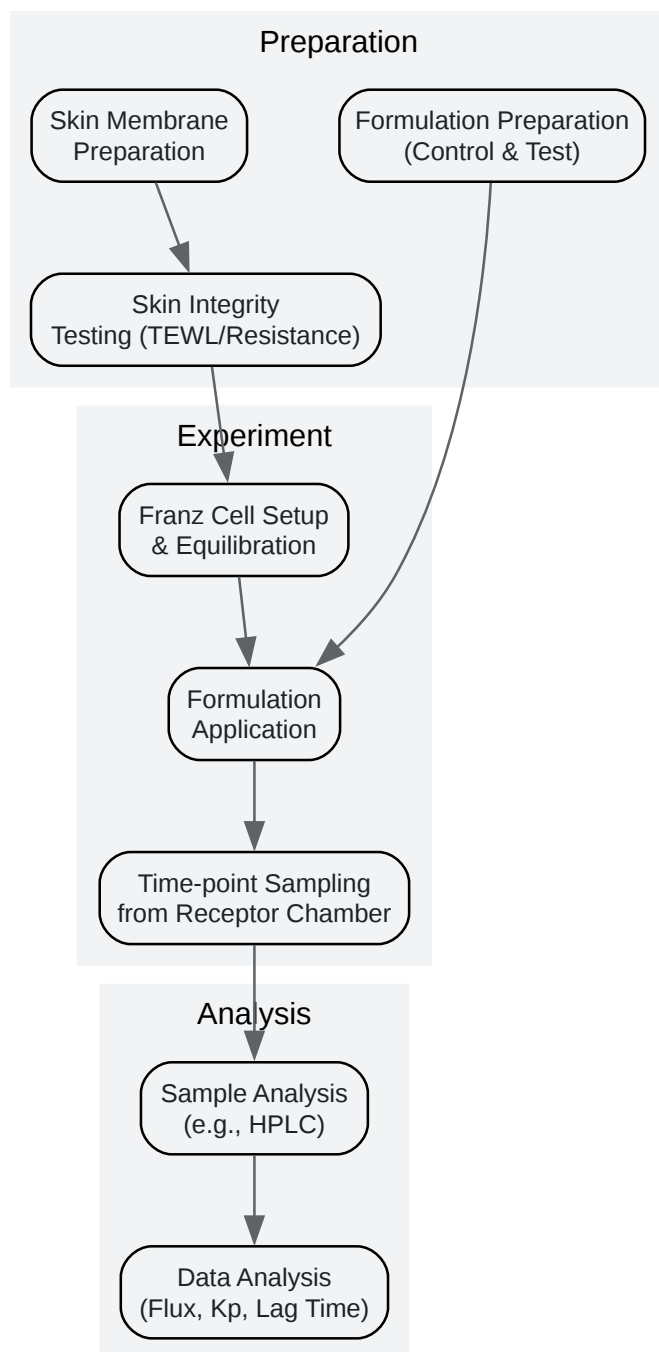 Preparation
Skin Membrane
Preparation
Formulation Preparation
(Control & Test)
Skin Integrity
Testing (TEWL/Resistance)
Experiment
Franz Cell Setup
& Equilibration
Formulation
Application
Time-point Sampling
from Receptor Chamber
Analysis
Sample Analysis
(e.g., HPLC)
Data Analysis
(Flux, Kp, Lag Time)